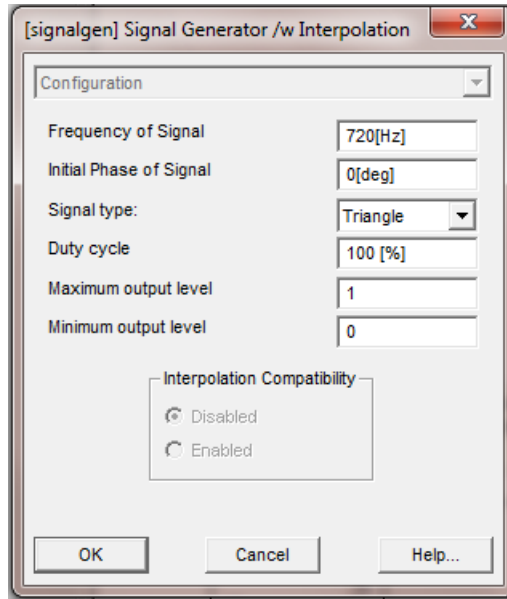 [signalgen] Signal Generator /w Interpolation
Configuration
Frequency of Signal 720[Hz]
Initial Phase of Signal 0[deg]
Signal type: Triangle
Duty cycle 100 [%]
Maximum output level 1
Minimum output level 0
Interpolation Compatibility
Disabled
Enabled
OK Cancel Help...